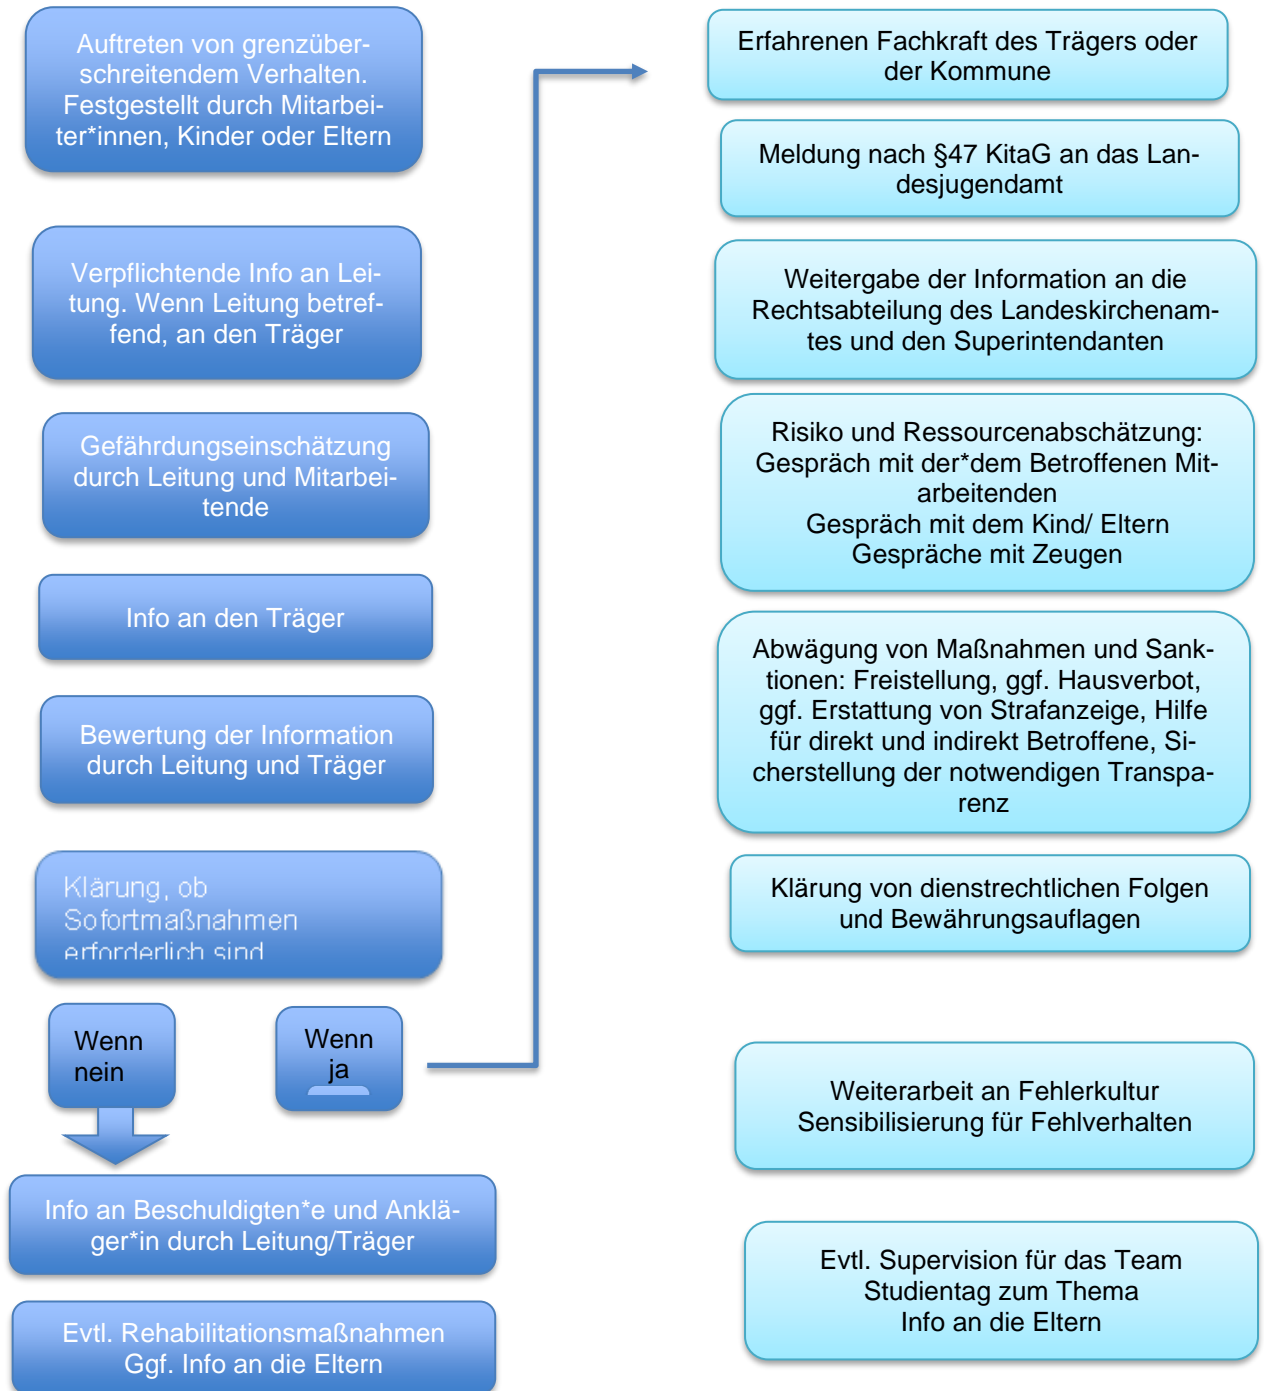 Auftreten von grenzüber-
schreitendem Verhalten.
Festgestellt durch Mitarbei-
ter*innen, Kinder oder Eltern
Verpflichtende Info an Lei-
tung. Wenn Leitung betref-
fend, an den Träger
Gefährdungseinschätzung
durch Leitung und Mitarbei-
tende
Info an den Träger
Bewertung der Information
durch Leitung und Träger
Klärung, ob
Sofortmaßnahmen
erforderlich sind
Wenn
nein
Wenn
ja
Info an Beschuldigten*e und Anklä-
ger*in durch Leitung/Träger
Evtl. Rehabilitationsmaßnahmen
Ggf. Info an die Eltern
Erfahrenen Fachkraft des Trägers oder
der Kommune
Meldung nach §47 KitaG an das Lan-
desjugendamt
Weitergabe der Information an die
Rechtsabteilung des Landeskirchenam-
tes und den Superintendanten
Risiko und Ressourcenabschätzung:
Gespräch mit der*dem Betroffenen Mit-
arbeitenden
Gespräch mit dem Kind/ Eltern
Gespräche mit Zeugen
Abwägung von Maßnahmen und Sank-
tionen: Freistellung, ggf. Hausverbot,
ggf. Erstattung von Strafanzeige, Hilfe
für direkt und indirekt Betroffene, Si-
cherstellung der notwendigen Transpa-
renz
Klärung von dienstrechtlichen Folgen
und Bewährungsauflagen
Weiterarbeit an Fehlerkultur
Sensibilisierung für Fehlverhalten
Evtl. Supervision für das Team
Studientag zum Thema
Info an die Eltern